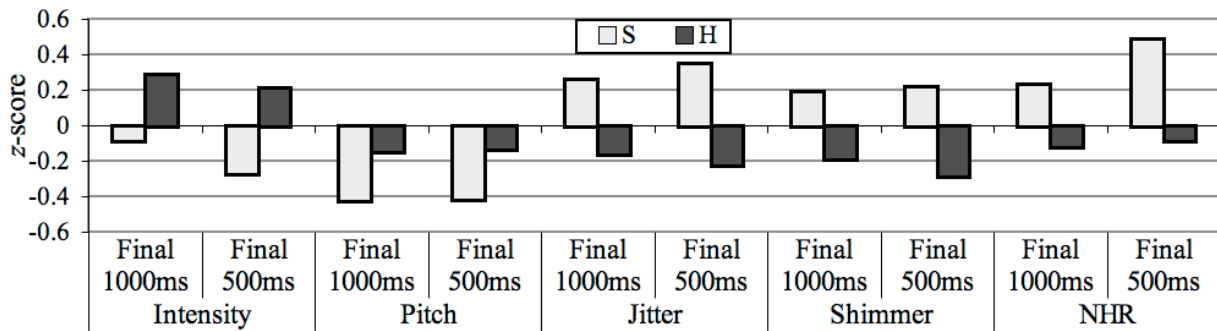 0.6
0.4
0.2
0
-0.2
-0.4
-0.6
z-score
S H
Final Final Final Final Final Final Final Final Final Final
1000ms 500ms 1000ms 500ms 1000ms 500ms 1000ms 500ms 1000ms 500ms
Intensity Pitch Jitter Shimmer NHR